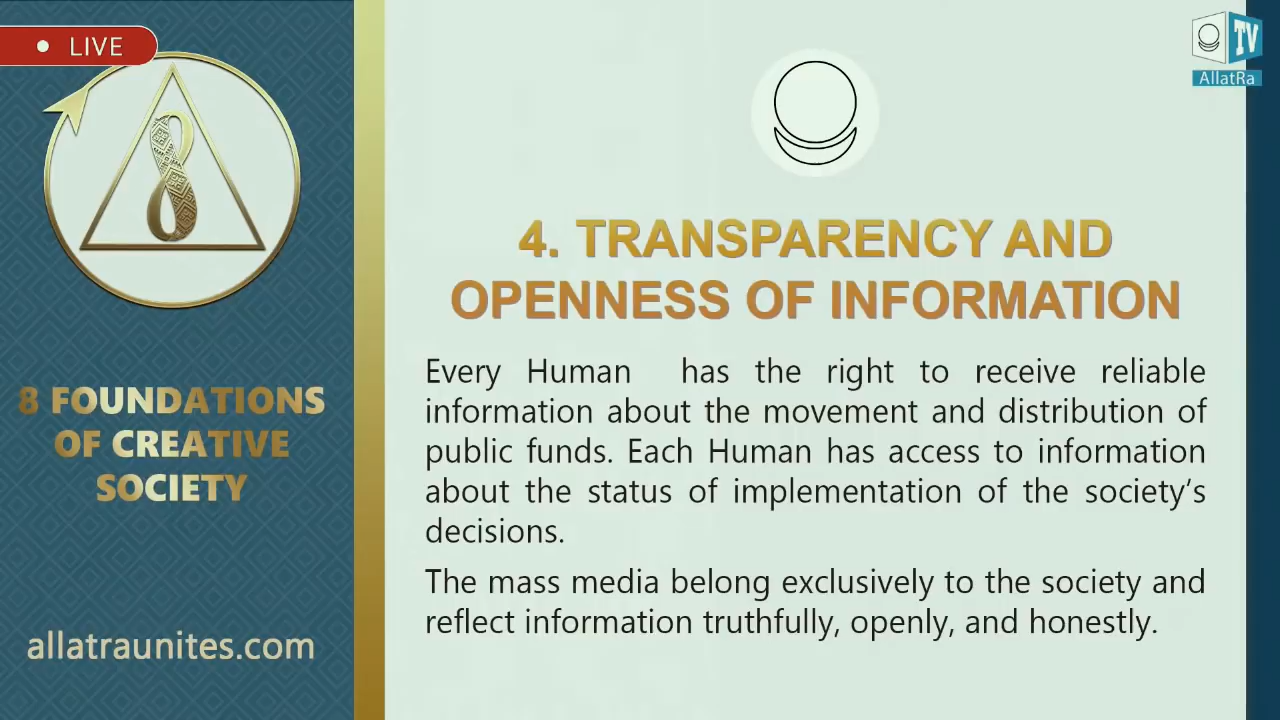 LIVE
TV
AllatRa
8 FOUNDATIONS
OF CREATIVE
SOCIETY
allatraunites.com
4. TRANSPARENCY AND
OPENNESS OF INFORMATION
Every Human has the right to receive reliable
information about the movement and distribution of
public funds. Each Human has access to information
about the status of implementation of the society's
decisions.
The mass media belong exclusively to the society and
reflect information truthfully, openly, and honestly.